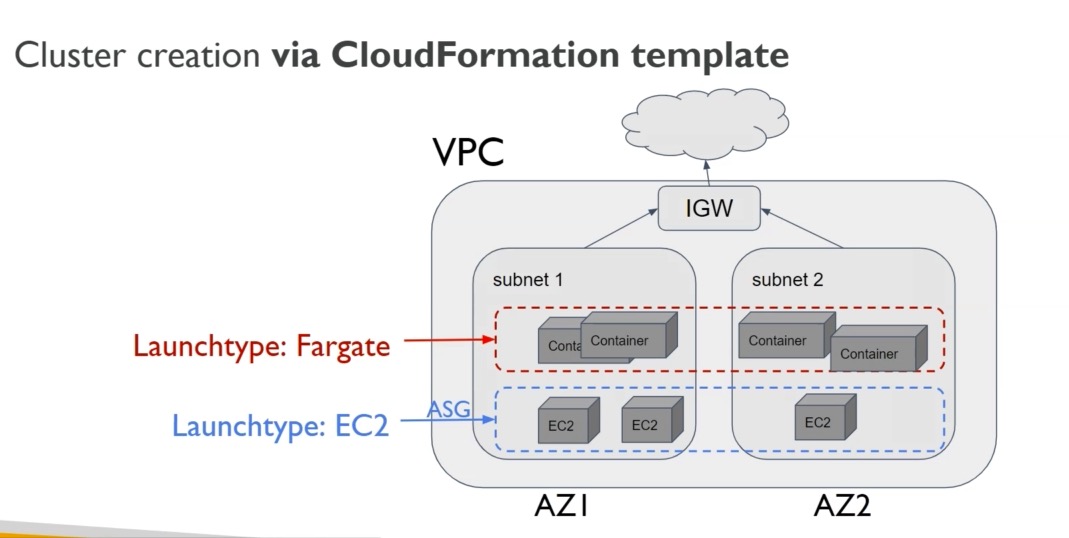 Cluster creation via CloudFormation template
VPC
IGW
subnet 1
subnet 2
Launchtype: Fargate
Conta
Container
Container
Container
Launchtype: EC2
ASG
EC2
EC2
EC2
AZ1
AZ2